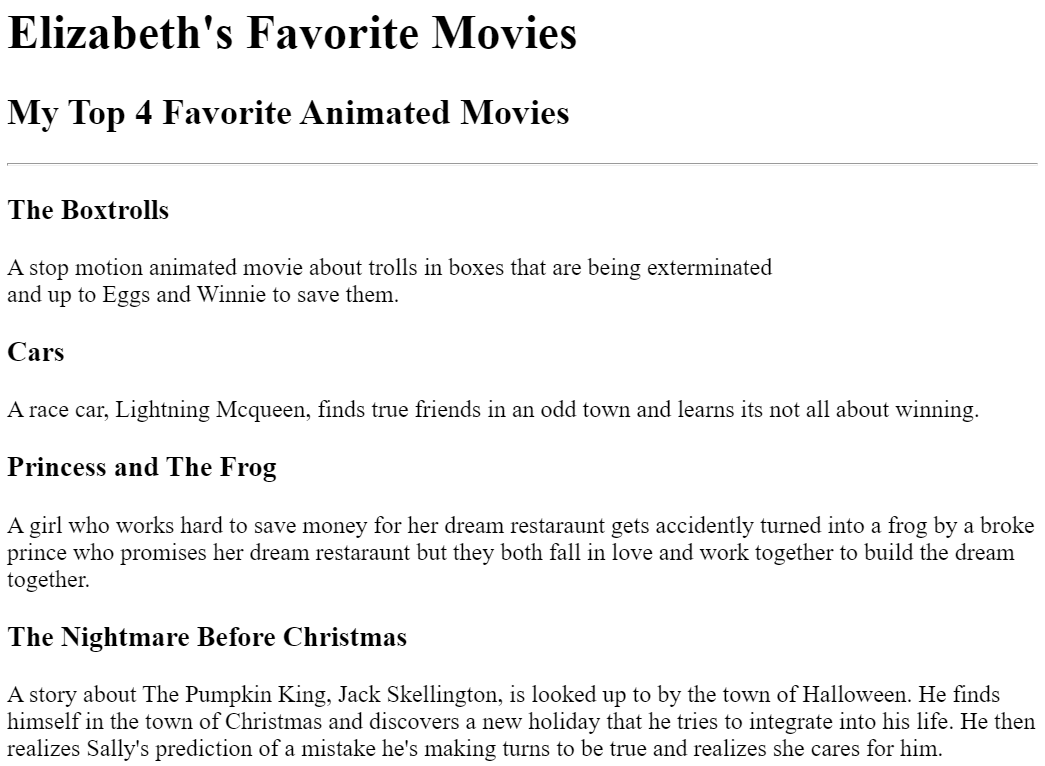 Elizabeth's Favorite Movies
My Top 4 Favorite Animated Movies
The Boxtrolls
A stop motion animated movie about trolls in boxes that are being exterminated
and up to Eggs and Winnie to save them.
Cars
A race car, Lightning Mcqueen, finds true friends in an odd town and learns its not all about winning.
Princess and The Frog
A girl who works hard to save money for her dream restaraunt gets accidently turned into a frog by a broke
prince who promises her dream restaraunt but they both fall in love and work together to build the dream
together.
The Nightmare Before Christmas
A story about The Pumpkin King, Jack Skellington, is looked up to by the town of Halloween. He finds
himself in the town of Christmas and discovers a new holiday that he tries to integrate into his life. He then
realizes Sally's prediction of a mistake he's making turns to be true and realizes she cares for him.